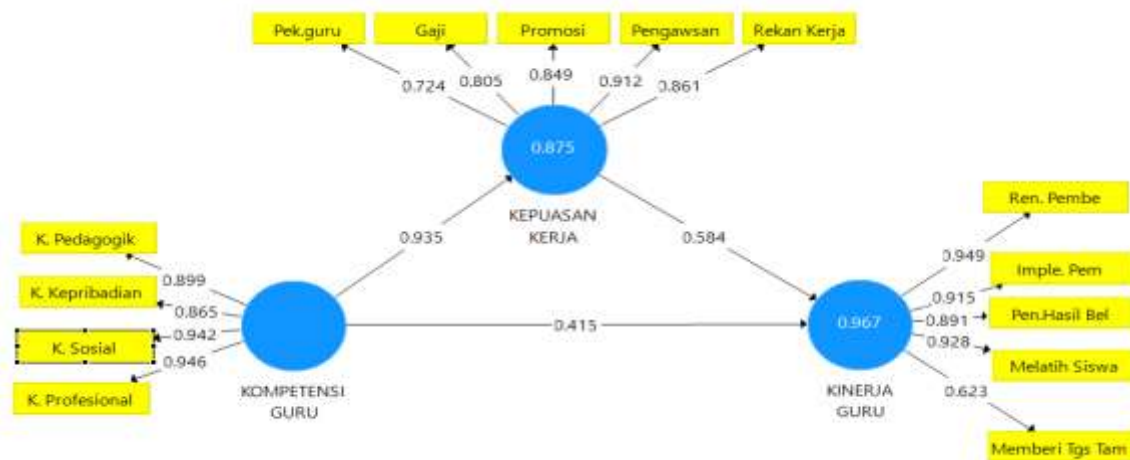 Pek.guru
Gaji
Promosi
Pengawsan
Rekan Kerja
0.724
0.805
0.849
0.912
0.861
0.875
KEPUASAN
KERJA
0.935
0.584
K. Pedagogik
K. Kepribadian
K. Sosial
K. Profesional
0.899
0.865
0.942
0.946
KOMPETENSI
GURU
0.415
0.967
KINERJA
GURU
0.949
0.915
0.891
0.928
0.623
Ren. Pembe
Imple. Pem
Pen.Hasil Bel
Melatih Siswa
Memberi Tgs Tam